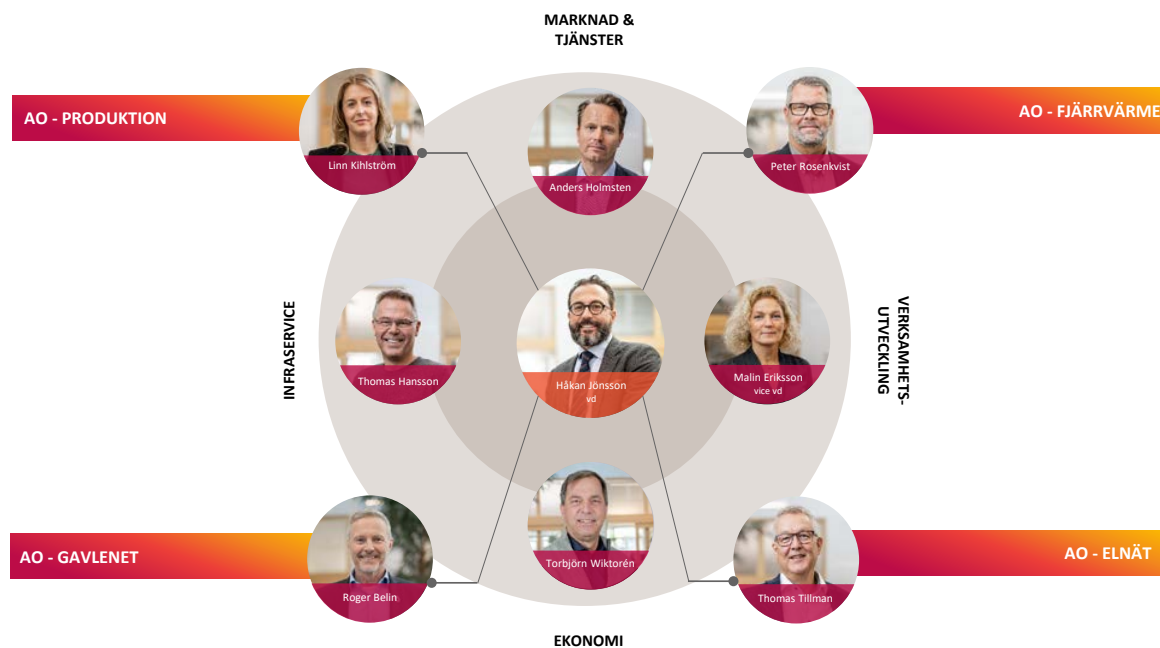 MARKNAD &
TJÄNSTER
AO - PRODUKTION
AO - FJÄRRVÄRME
Linn Kihlström
Anders Holmsten
Peter Rosenkvist
INFRASERVICE
Thomas Hansson
Håkan Jönsson
vd
Malin Eriksson
vice vd
VERKSAMHETS-
UTVECKLING
AO - GAVLENET
AO - ELNÄT
Roger Belin
Torbjörn Wiktorén
Thomas Tillman
EKONOMI